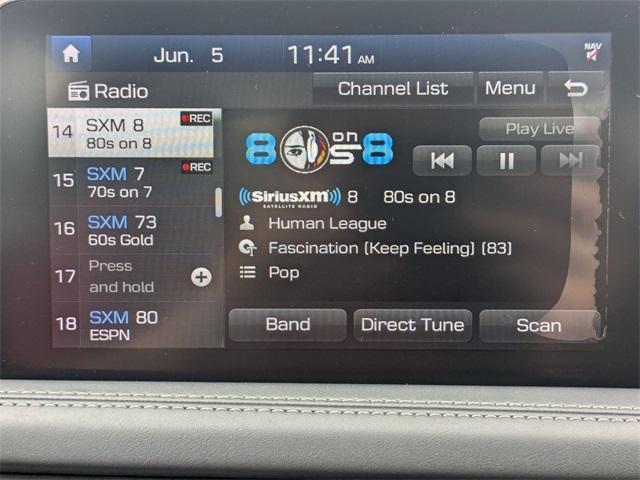 Jun. 5 11:41 AM NAV
Radio Channel List Menu
14 SXM 8 REC
80s on 8
15 SXM 7 REC
70s on 7
16 SXM 73
60s Gold
17 Press
and hold
18 SXM 80
ESPN
80s on 8
Play Live
((SiriusXM)) 8 80s on 8
SATELLITE RADIO
Human League
Fascination (Keep Feeling) (83)
Pop
Band Direct Tune Scan